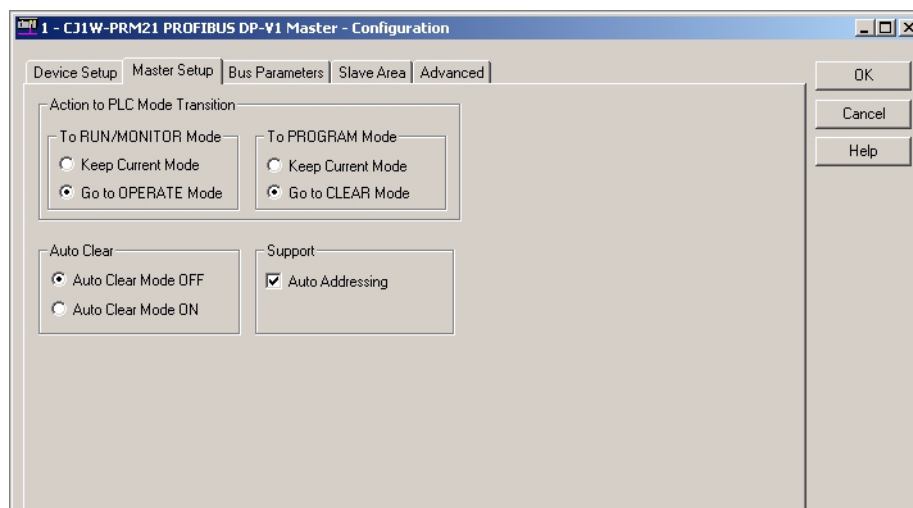 1 - CJ1W-PRM21 PROFIBUS DP-V1 Master - Configuration
Device Setup Master Setup Bus Parameters Slave Area Advanced
OK
Cancel
Help
Action to PLC Mode Transition
To RUN/MONITOR Mode
Keep Current Mode
Go to OPERATE Mode
To PROGRAM Mode
Keep Current Mode
Go to CLEAR Mode
Auto Clear
Auto Clear Mode OFF
Auto Clear Mode ON
Support
Auto Addressing